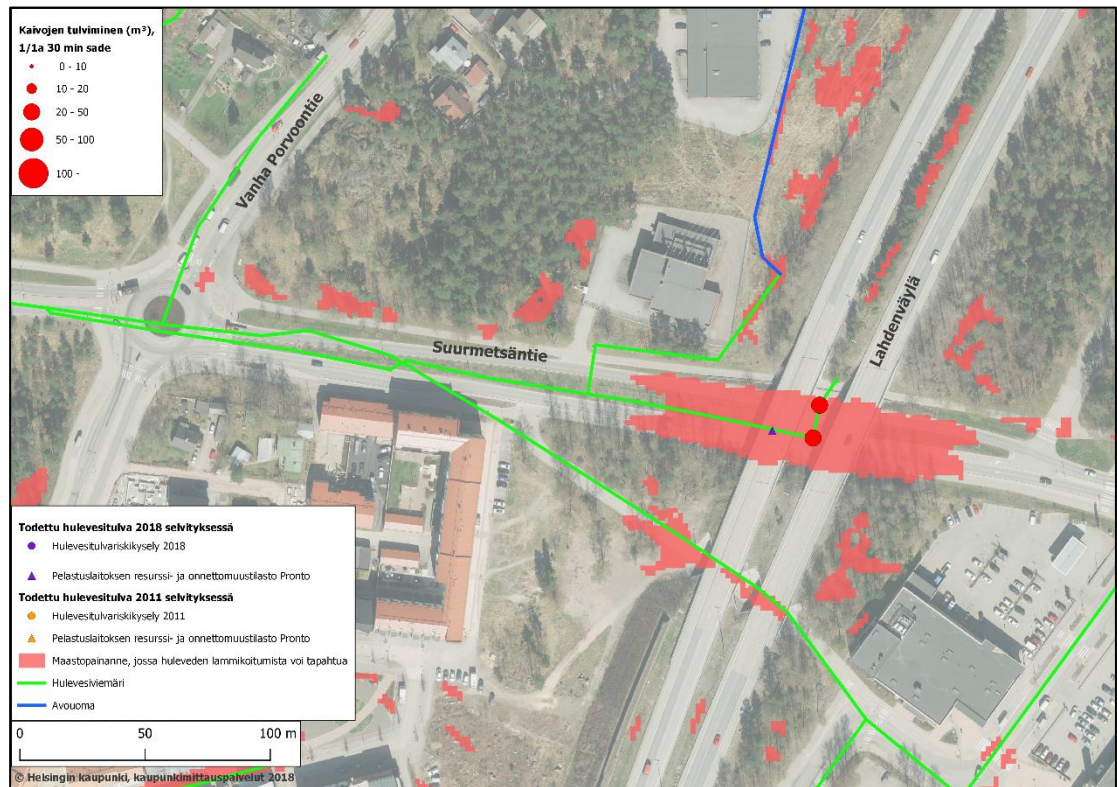 Kaivojen tulviminen (m³),
1/1a 30 min sade
0 - 10
10 - 20
20 - 50
50 - 100
100 -
Vanha Porvoontie
Suurmetsäntie
Lahdenväylä
Todettu hulevesitulva 2018 selvityksessä
Hulevesitulvariskikysely 2018
Pelastuslaitoksen resurssi- ja onnettomuustilasto Pronto
Todettu hulevesitulva 2011 selvityksessä
Hulevesitulvariskikysely 2011
Pelastuslaitoksen resurssi- ja onnettomuustilasto Pronto
Maastopainanne, jossa huleveden lammikoitumista voi tapahtua
Hulevesiviemäri
Avouoma
0 50 100 m
© Helsingin kaupunki, kaupunkimittauspalvelut 2018